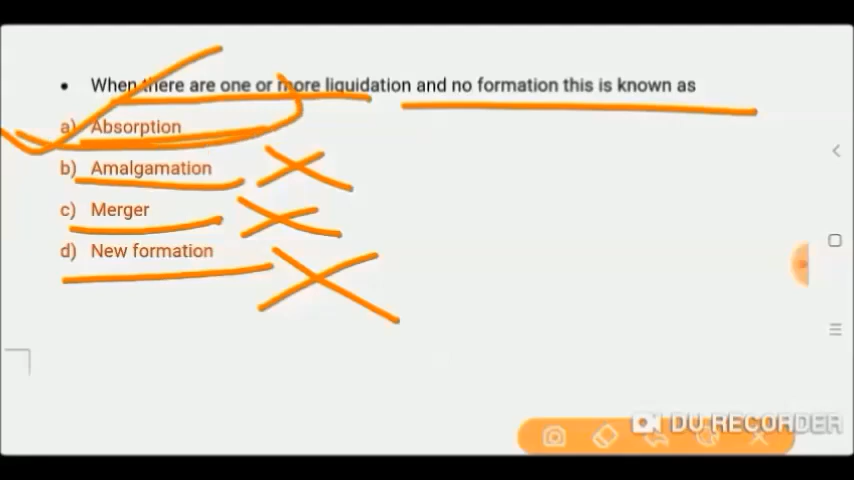 • When there are one or more liquidation and no formation this is known as
a) Absorption
b) Amalgamation
c) Merger
d) New formation
DU RECORDER